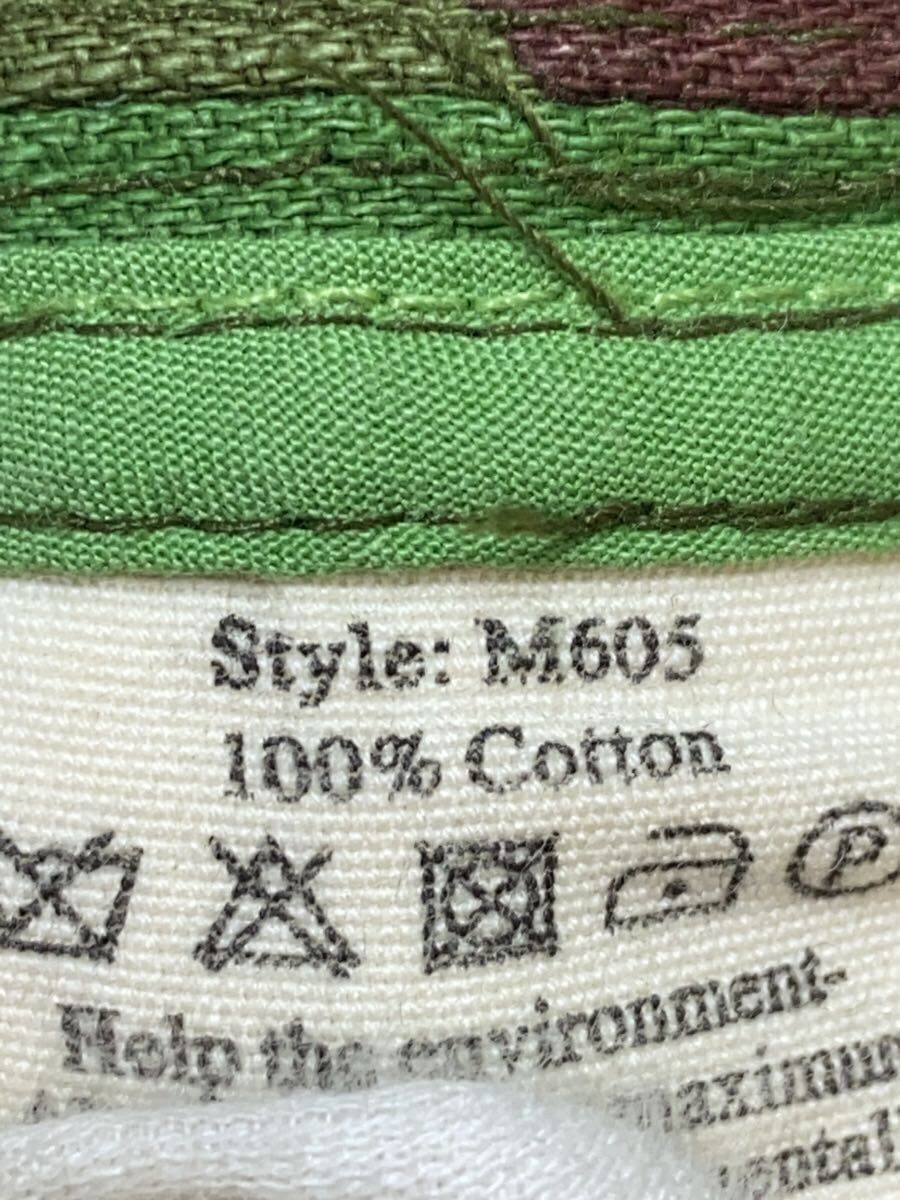 Style: M605
100% Cotton
P
Help the environment-